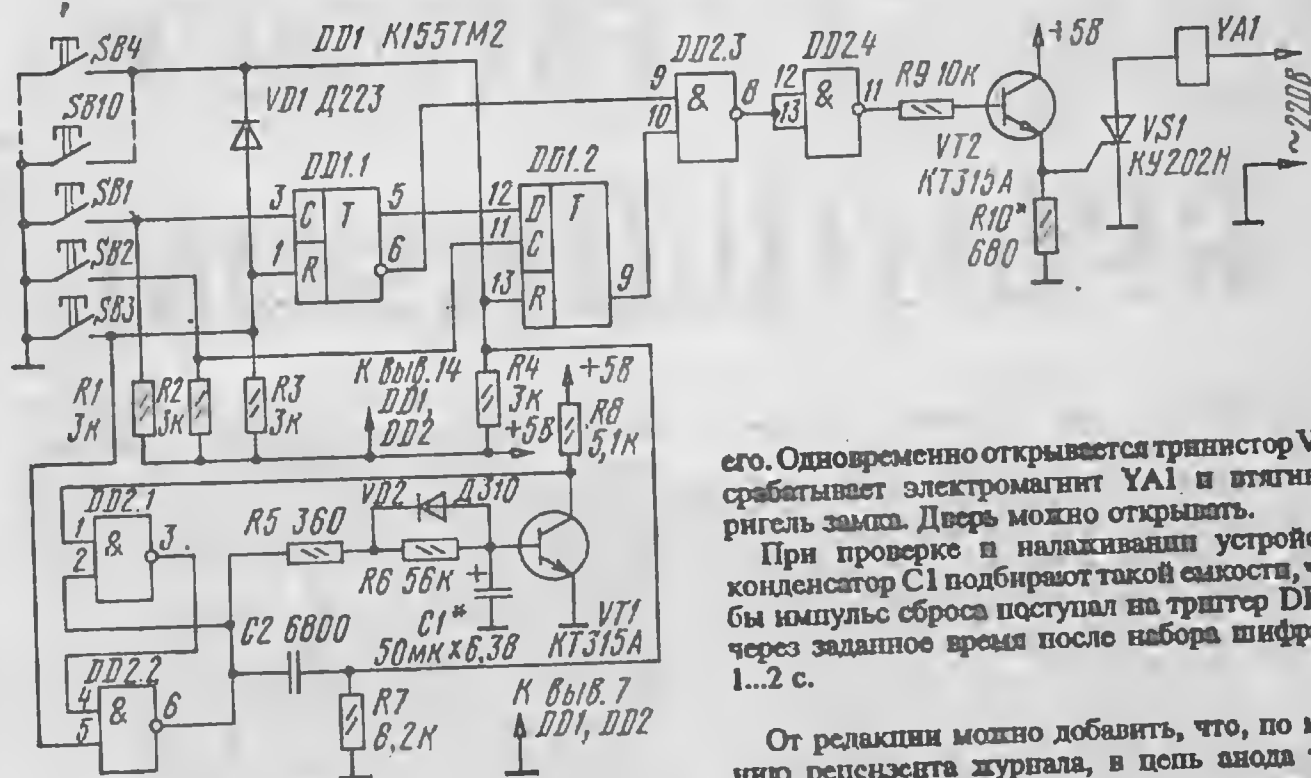 SB4
SB10
SB1
SB2
SB3
DD1 К155ТМ2
VD1 Д223
DD1.1
3 C T 5
1 R 6
DD1.2
12 D T
11 C
13 R 9
DD2.3
9 & 8
10
DD2.4
12 & 11
13
R9 10к
+5В
VT2
КТ315А
R10*
680
YA1
VS1
КУ202Н
~220В
R1
3к
R2
3к
R3
3к
К выв.14
DD1,
DD2
R4
3к
+5В
+5В
R8
5,1к
DD2.1
1 & 3
2
DD2.2
4 & 6
5
R5 360
VD2 Д310
R6 56к
C1*
50мк×6,3В
+
VT1
КТ315А
C2 6800
R7
8,2к
К выв.7
DD1, DD2
его. Одновременно открывается тринистор V
срабатывает электромагнит YA1 и втягив
ригель замка. Дверь можно открывать.
При проверке и налаживании устрой
конденсатор С1 подбирают такой емкости, ч
бы импульс сброса поступал на триггер
через заданное время после набора шифр
1...2 с.
От редакции можно добавить, что, по
нию рецензента журнала, в цепь анода